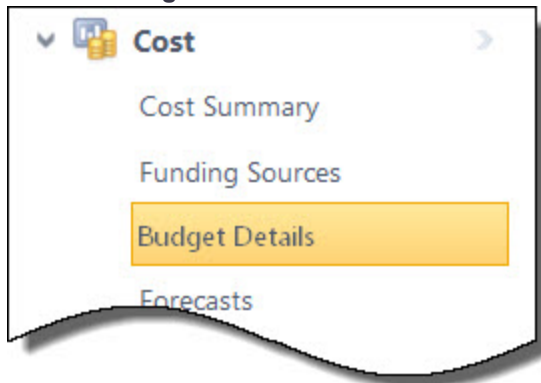 Cost
Cost Summary
Funding Sources
Budget Details
Forecasts